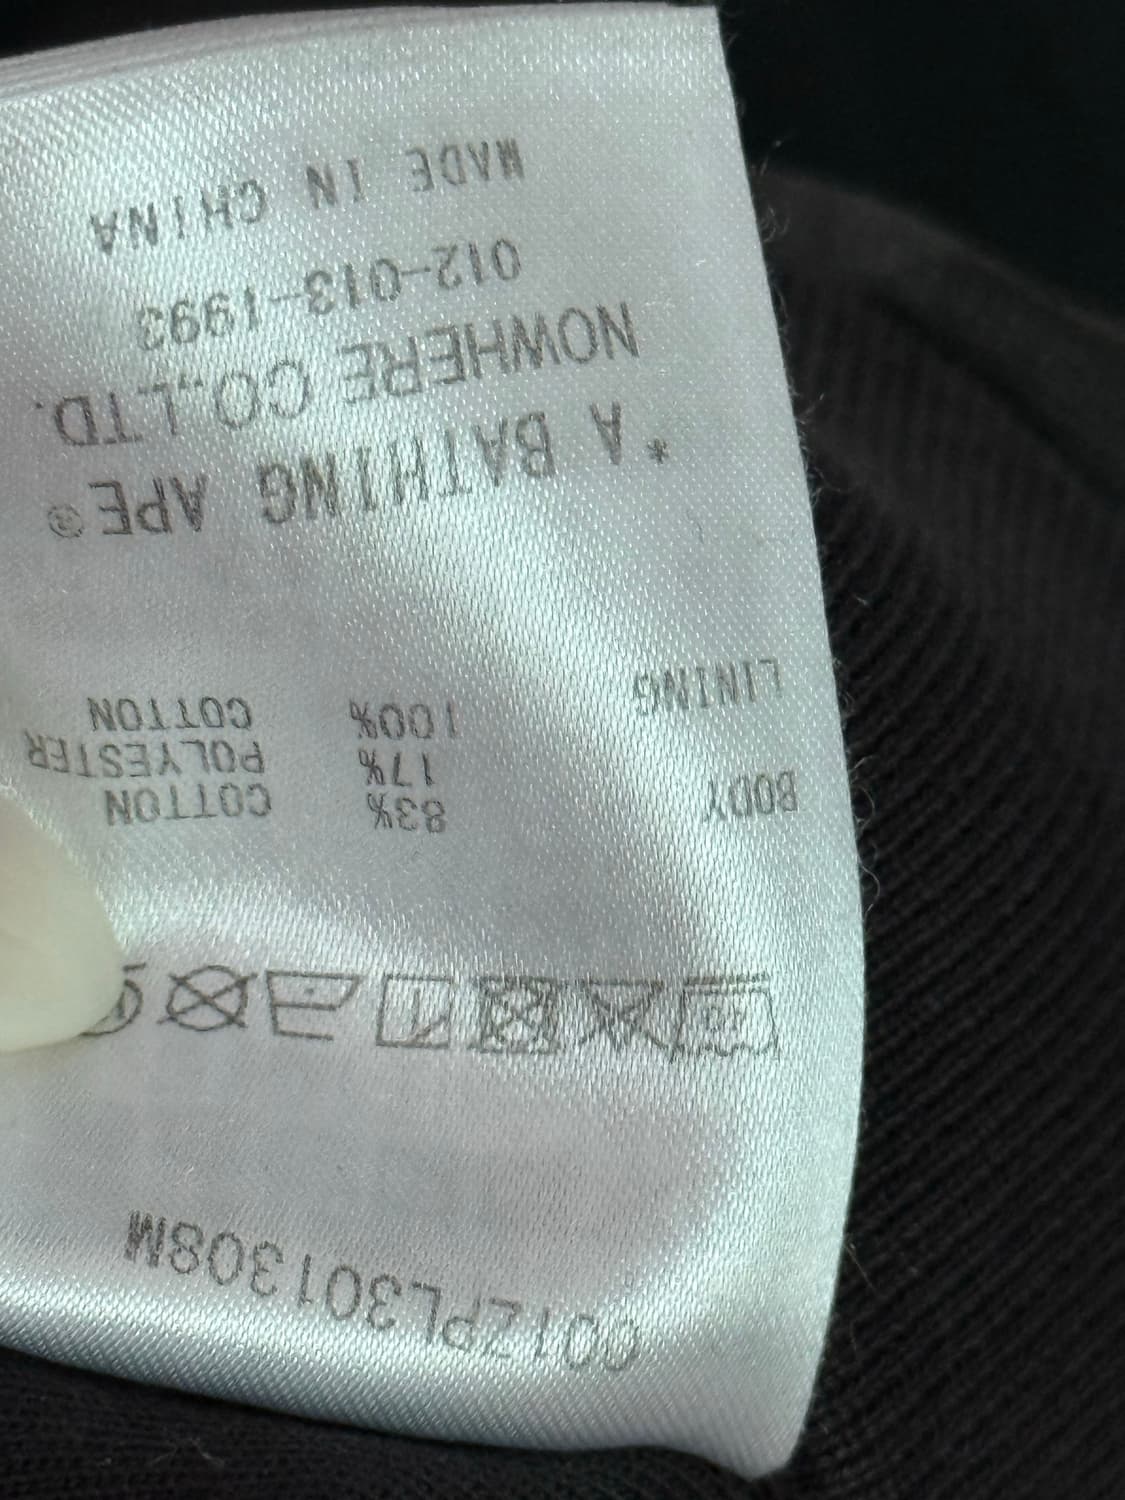 001ZPL301308M
BODY 83% COTTON
17% POLYESTER
LINING 100% COTTON
*A BATHING APE®
NOWHERE CO.,LTD.
012-013-1993
MADE IN CHINA